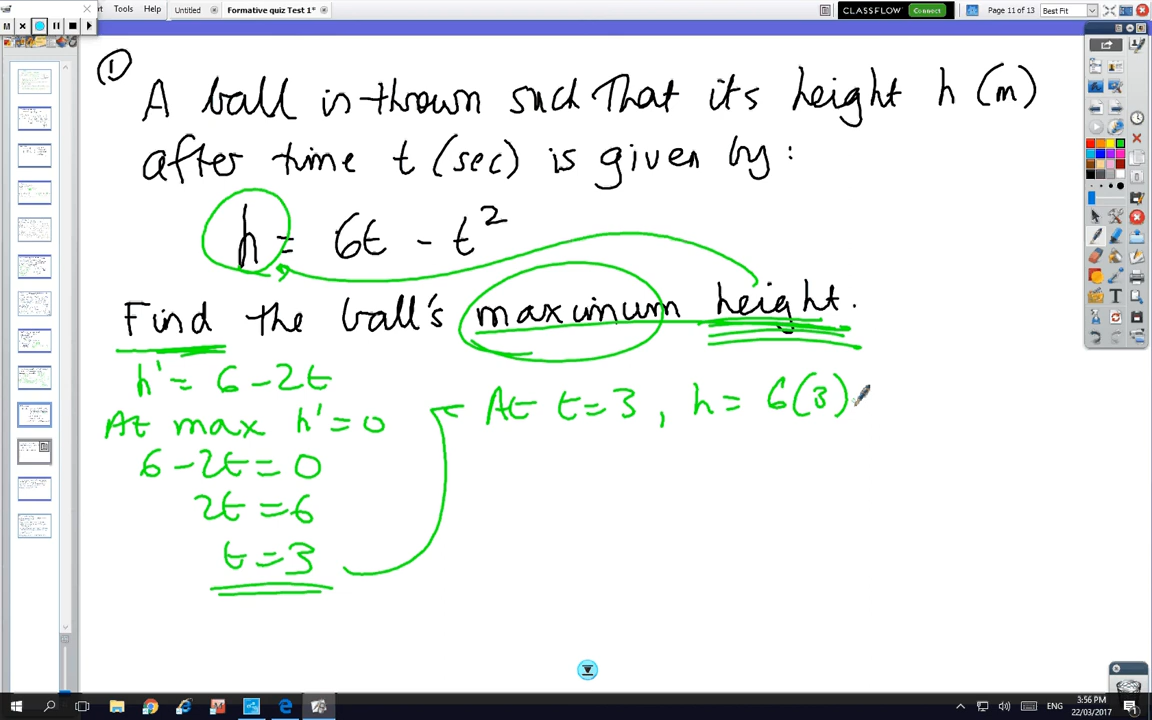 Tools Help Untitled Formative quiz Test 1* CLASSFLOW Connect Page 11 of 13 Best Fit
①
A ball is thrown such that its height h (m)
after time t (sec) is given by:
h = 6t - t²
Find the ball's maximum height.
h' = 6 - 2t
At max h' = 0
6 - 2t = 0
2t = 6
t = 3
At t = 3, h = 6(3)
ENG
3:56 PM
22/03/2017